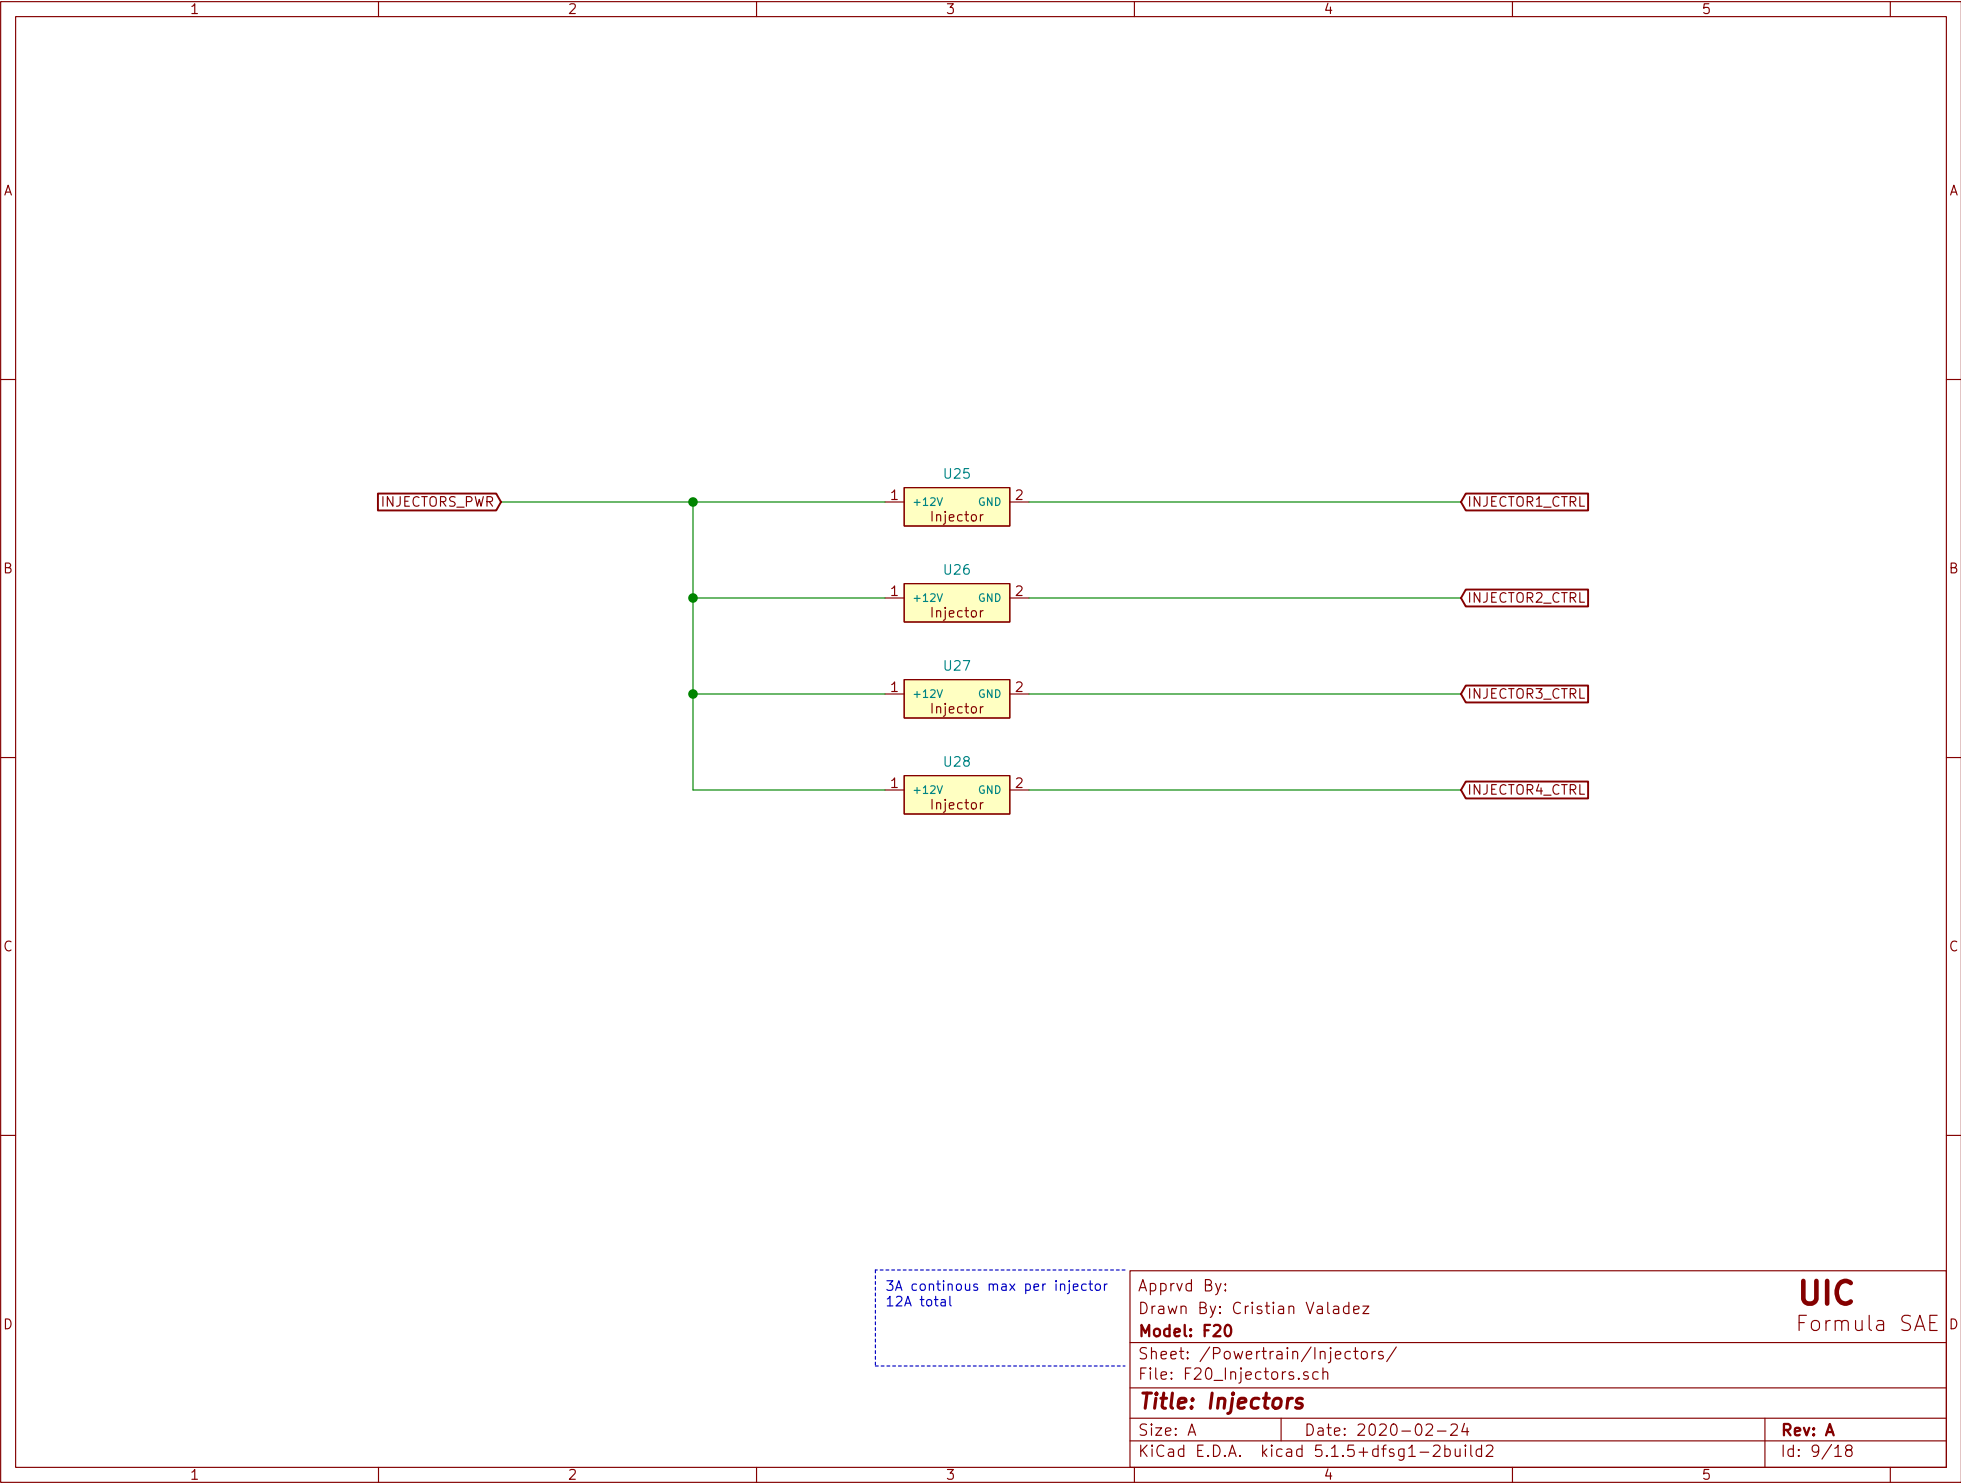 1 2 3 4 5
A A
U25
INJECTORS_PWR 1 +12V GND 2 INJECTOR1_CTRL
Injector
B B
U26
1 +12V GND 2 INJECTOR2_CTRL
Injector
U27
1 +12V GND 2 INJECTOR3_CTRL
Injector
U28
1 +12V GND 2 INJECTOR4_CTRL
Injector
C C
3A continous max per injector
12A total
D D
Apprvd By:
Drawn By: Cristian Valadez
Model: F20
UIC
Formula SAE
Sheet: /Powertrain/Injectors/
File: F20_Injectors.sch
Title: Injectors
Size: A Date: 2020-02-24 Rev: A
KiCad E.D.A. kicad 5.1.5+dfsg1-2build2 Id: 9/18
1 2 3 4 5